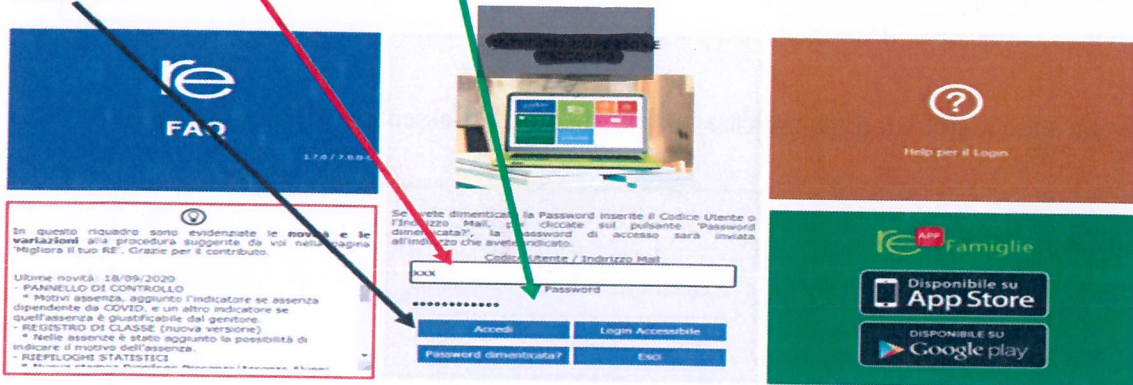 re
FAQ
1.7.0 / 7.0.0-
In questo riquadro sono evidenziate le novità e le
variazioni alla procedura suggerite da voi nella pagina
'Migliora il tuo RE'. Grazie per il contributo.
Ultime novità: 18/09/2020
- PANNELLO DI CONTROLLO
* Motivi assenza, aggiunto l'indicatore se assenza
dipendente da COVID, e un altro indicatore se
quell'assenza è giustificabile dal genitore.
- REGISTRO DI CLASSE (nuova versione)
* Nelle assenze è stato aggiunto la possibilità di
indicare il motivo dell'assenza.
- RIEPILOGHI STATISTICI
Se avete dimenticato la Password inserite il Codice Utente o
l'Indirizzo Mail, poi cliccate sul pulsante 'Password
dimenticata?', la password di accesso sarà inviata
all'indirizzo che avete indicato.
Codice Utente / Indirizzo Mail
xxx
Password
Accedi
Login Accessibile
Password dimenticata?
Esci
?
Help per il Login
re APP Famiglie
Disponibile su
App Store
DISPONIBILE SU
Google play